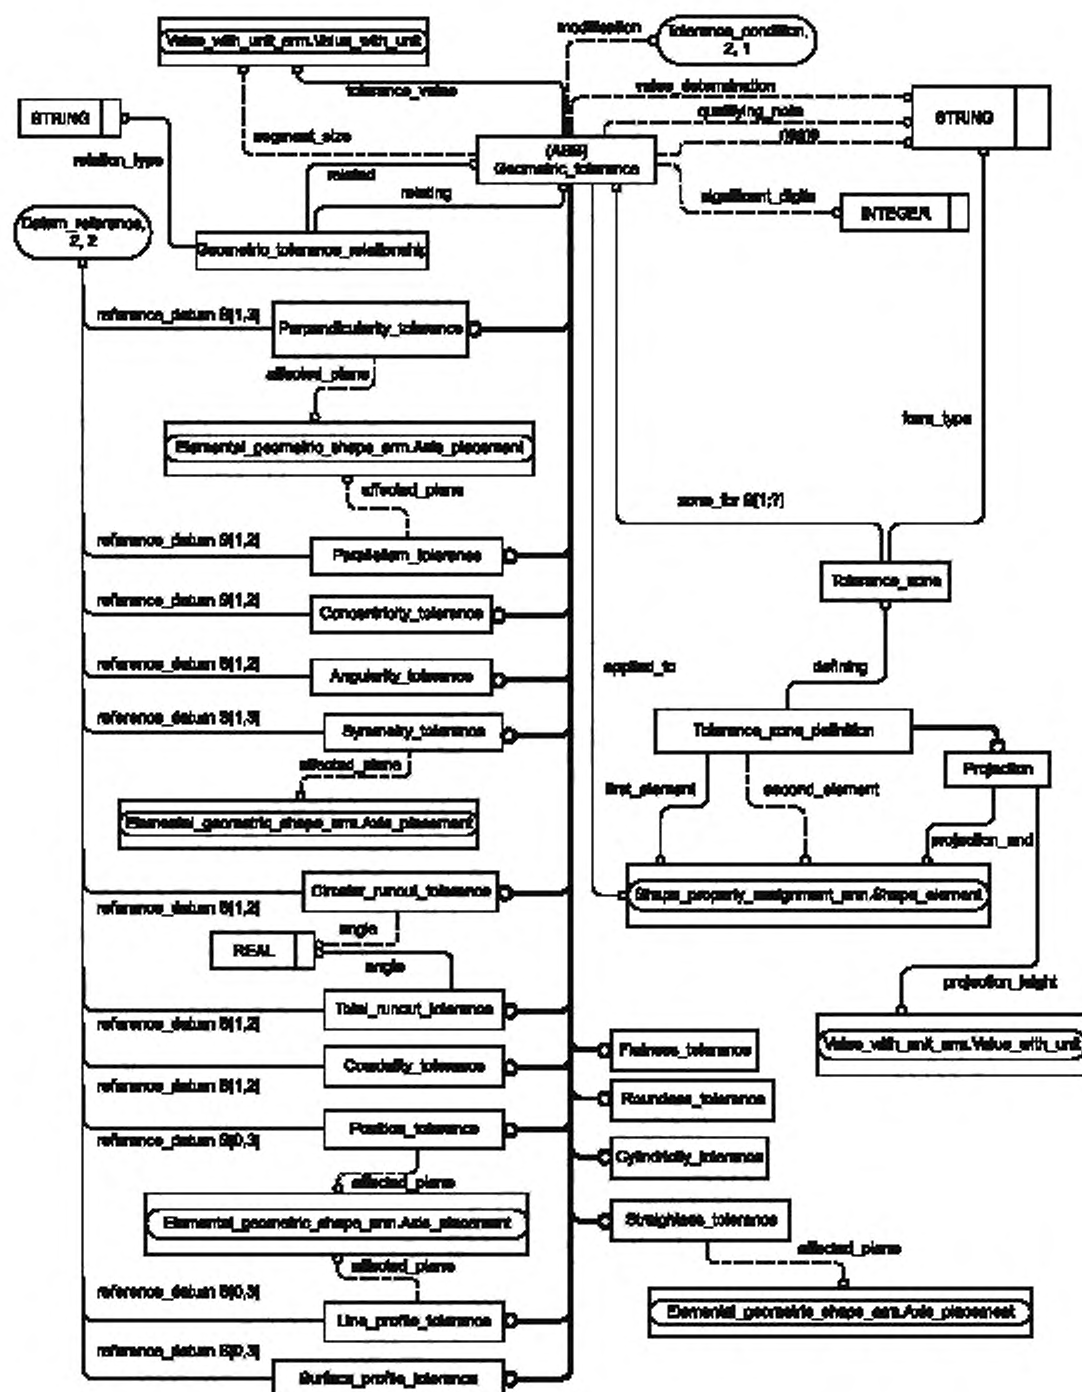 modification
Tolerance_condition,
2, 1
Value_with_unit_arm.Value_with_unit
tolerance_value
value_determination
segment_size
qualifying_note
name
STRING
STRING
relation_type
(ABS)
Geometric_tolerance
related
relating
significant_digits
INTEGER
Datum_reference,
2, 2
Geometric_tolerance_relationship
reference_datum S[1,3]
Perpendicularity_tolerance
affected_plane
form_type
Elemental_geometric_shape_arm.Axis_placement
affected_plane
zone_for S[1;?]
reference_datum S[1,2]
Parallelism_tolerance
Tolerance_zone
reference_datum S[1,2]
Concentricity_tolerance
reference_datum S[1,2]
Angularity_tolerance
applied_to
defining
reference_datum S[1,3]
Symmetry_tolerance
Tolerance_zone_definition
affected_plane
Projection
first_element
second_element
Elemental_geometric_shape_arm.Axis_placement
projection_end
Circular_runout_tolerance
Shape_property_assignment_arm.Shape_element
reference_datum S[1,2]
angle
REAL
angle
projection_height
Total_runout_tolerance
reference_datum S[1,2]
Value_with_unit_arm.Value_with_unit
Flatness_tolerance
Coaxiality_tolerance
reference_datum S[1,2]
Roundness_tolerance
Position_tolerance
reference_datum S[0,3]
Cylindricity_tolerance
affected_plane
Elemental_geometric_shape_arm.Axis_placement
Straightness_tolerance
affected_plane
affected_plane
reference_datum S[0,3]
Line_profile_tolerance
Elemental_geometric_shape_arm.Axis_placement
reference_datum S[0,3]
Surface_profile_tolerance